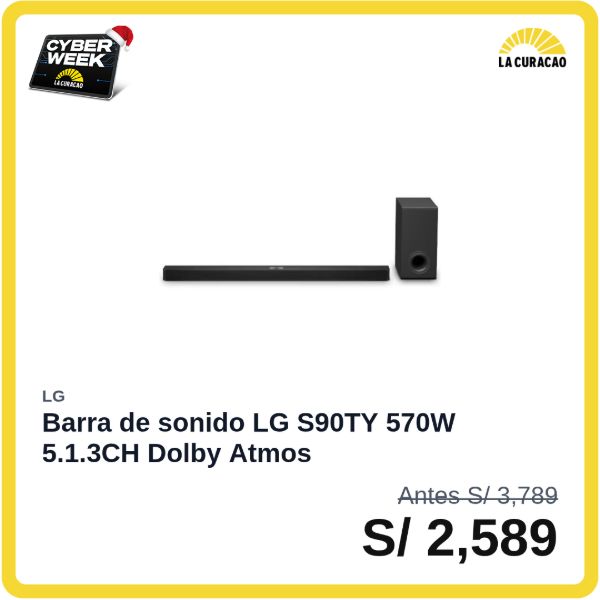 CYBER
WEEK
LA CURACAO
LA CURACAO
LG
Barra de sonido LG S90TY 570W
5.1.3CH Dolby Atmos
Antes S/ 3,789
S/ 2,589